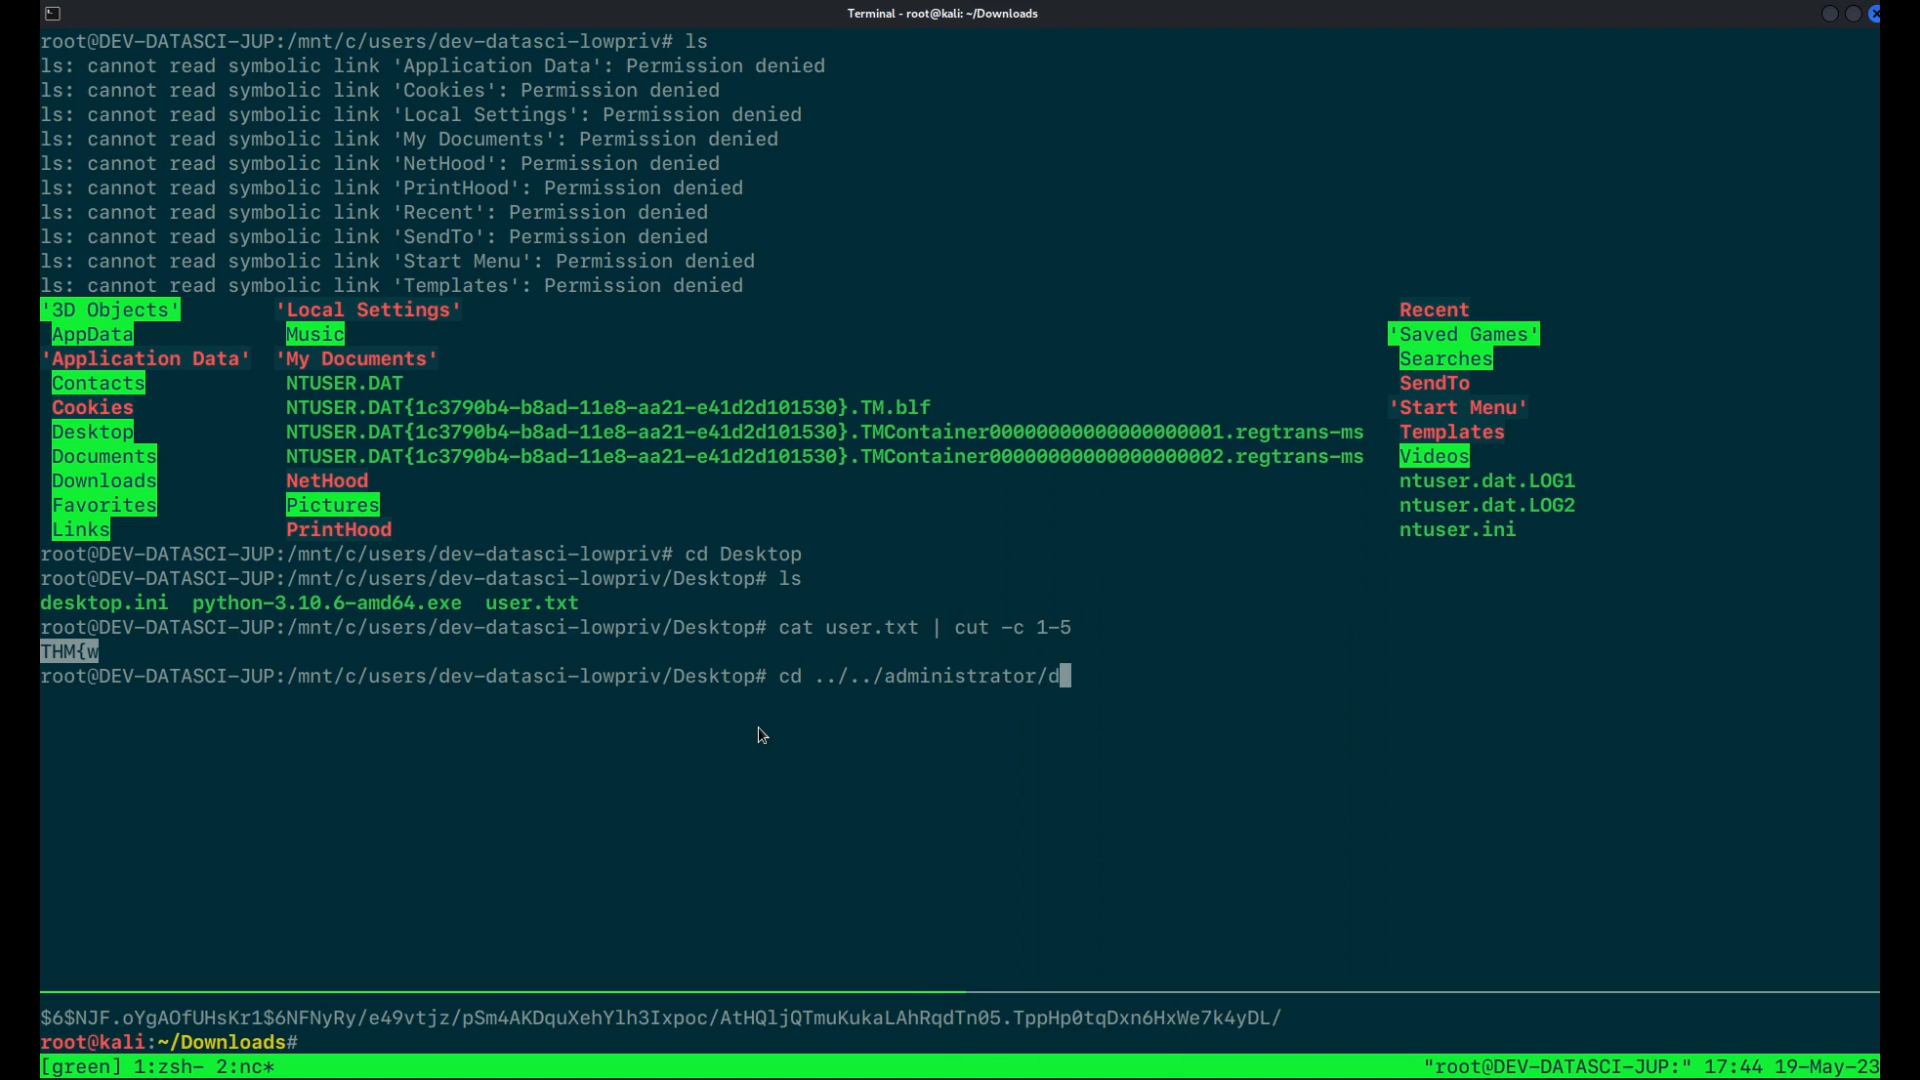 Terminal - root@kali: ~/Downloads
root@DEV-DATASCI-JUP:/mnt/c/users/dev-datasci-lowpriv# ls
ls: cannot read symbolic link 'Application Data': Permission denied
ls: cannot read symbolic link 'Cookies': Permission denied
ls: cannot read symbolic link 'Local Settings': Permission denied
ls: cannot read symbolic link 'My Documents': Permission denied
ls: cannot read symbolic link 'NetHood': Permission denied
ls: cannot read symbolic link 'PrintHood': Permission denied
ls: cannot read symbolic link 'Recent': Permission denied
ls: cannot read symbolic link 'SendTo': Permission denied
ls: cannot read symbolic link 'Start Menu': Permission denied
ls: cannot read symbolic link 'Templates': Permission denied
'3D Objects' 'Local Settings' Recent
AppData Music 'Saved Games'
'Application Data' 'My Documents' Searches
Contacts NTUSER.DAT SendTo
Cookies NTUSER.DAT{1c3790b4-b8ad-11e8-aa21-e41d2d101530}.TM.blf 'Start Menu'
Desktop NTUSER.DAT{1c3790b4-b8ad-11e8-aa21-e41d2d101530}.TMContainer00000000000000000001.regtrans-ms Templates
Documents NTUSER.DAT{1c3790b4-b8ad-11e8-aa21-e41d2d101530}.TMContainer00000000000000000002.regtrans-ms Videos
Downloads NetHood ntuser.dat.LOG1
Favorites Pictures ntuser.dat.LOG2
Links PrintHood ntuser.ini
root@DEV-DATASCI-JUP:/mnt/c/users/dev-datasci-lowpriv# cd Desktop
root@DEV-DATASCI-JUP:/mnt/c/users/dev-datasci-lowpriv/Desktop# ls
desktop.ini python-3.10.6-amd64.exe user.txt
root@DEV-DATASCI-JUP:/mnt/c/users/dev-datasci-lowpriv/Desktop# cat user.txt | cut -c 1-5
THM{w
root@DEV-DATASCI-JUP:/mnt/c/users/dev-datasci-lowpriv/Desktop# cd ../../administrator/d
$6$NJF.oYgAOfUHsKr1$6NFNyRy/e49vtjz/pSm4AKDquXehYlh3Ixpoc/AtHQljQTmuKukaLAhRqdTn05.TppHp0tqDxn6HxWe7k4yDL/
root@kali:~/Downloads#
[green] 1:zsh- 2:nc* "root@DEV-DATASCI-JUP:" 17:44 19-May-23